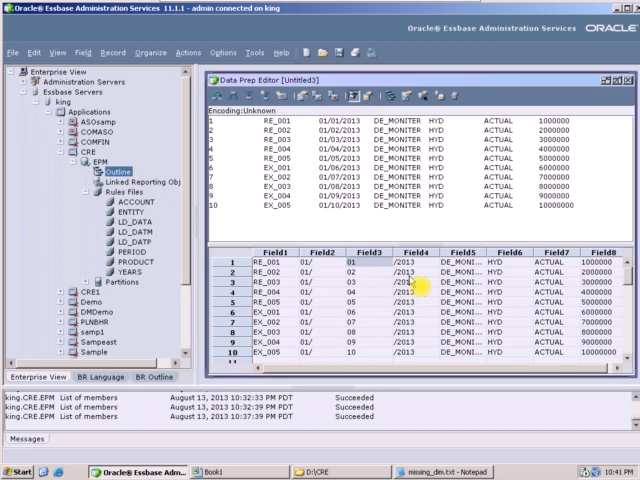 Oracle® Essbase Administration Services 11.1.1 - admin connected on king
Oracle® Essbase Administration Services ORACLE
File Edit View Field Record Organize Actions Options Tools Help
Enterprise View
Administration Servers
Essbase Servers
king
Applications
ASOsamp
COMASO
COMFIN
CRE
EPM
Outline
Linked Reporting Obj
Rules Files
ACCOUNT
ENTITY
LD_DATA
LD_DATM
LD_DATP
PERIOD
PRODUCT
YEARS
Partitions
CRE1
Demo
DMDemo
PLNBHR
samp1
Sampeast
Sample
Enterprise View BR Language BR Outline
Data Prep Editor [Untitled3]
Encoding:Unknown
1 RE_001 01/01/2013 DE_MONITER HYD ACTUAL 1000000
2 RE_002 01/02/2013 DE_MONITER HYD ACTUAL 2000000
3 RE_003 01/03/2013 DE_MONITER HYD ACTUAL 3000000
4 RE_004 01/04/2013 DE_MONITER HYD ACTUAL 4000000
5 RE_005 01/05/2013 DE_MONITER HYD ACTUAL 5000000
6 EX_001 01/06/2013 DE_MONITER HYD ACTUAL 6000000
7 EX_002 01/07/2013 DE_MONITER HYD ACTUAL 7000000
8 EX_003 01/08/2013 DE_MONITER HYD ACTUAL 8000000
9 EX_004 01/09/2013 DE_MONITER HYD ACTUAL 9000000
10 EX_005 01/10/2013 DE_MONITER HYD ACTUAL 10000000
Field1 Field2 Field3 Field4 Field5 Field6 Field7 Field8
1 RE_001 01/ 01 /2013 DE_MONI... HYD ACTUAL 1000000
2 RE_002 01/ 02 /2013 DE_MONI... HYD ACTUAL 2000000
3 RE_003 01/ 03 /2013 DE_MONI... HYD ACTUAL 3000000
4 RE_004 01/ 04 /2013 DE_MONI... HYD ACTUAL 4000000
5 RE_005 01/ 05 /2013 DE_MONI... HYD ACTUAL 5000000
6 EX_001 01/ 06 /2013 DE_MONI... HYD ACTUAL 6000000
7 EX_002 01/ 07 /2013 DE_MONI... HYD ACTUAL 7000000
8 EX_003 01/ 08 /2013 DE_MONI... HYD ACTUAL 8000000
9 EX_004 01/ 09 /2013 DE_MONI... HYD ACTUAL 9000000
10 EX_005 01/ 10 /2013 DE_MONI... HYD ACTUAL 10000000
11
king.CRE.EPM List of members August 13, 2013 10:32:33 PM PDT Succeeded
king.CRE.EPM List of members August 13, 2013 10:32:39 PM PDT Succeeded
king.CRE.EPM List of members August 13, 2013 10:37:39 PM PDT Succeeded
Messages
Start Oracle® Essbase Adm... Book1 D:\CRE missing_dim.txt - Notepad 10:41 PM